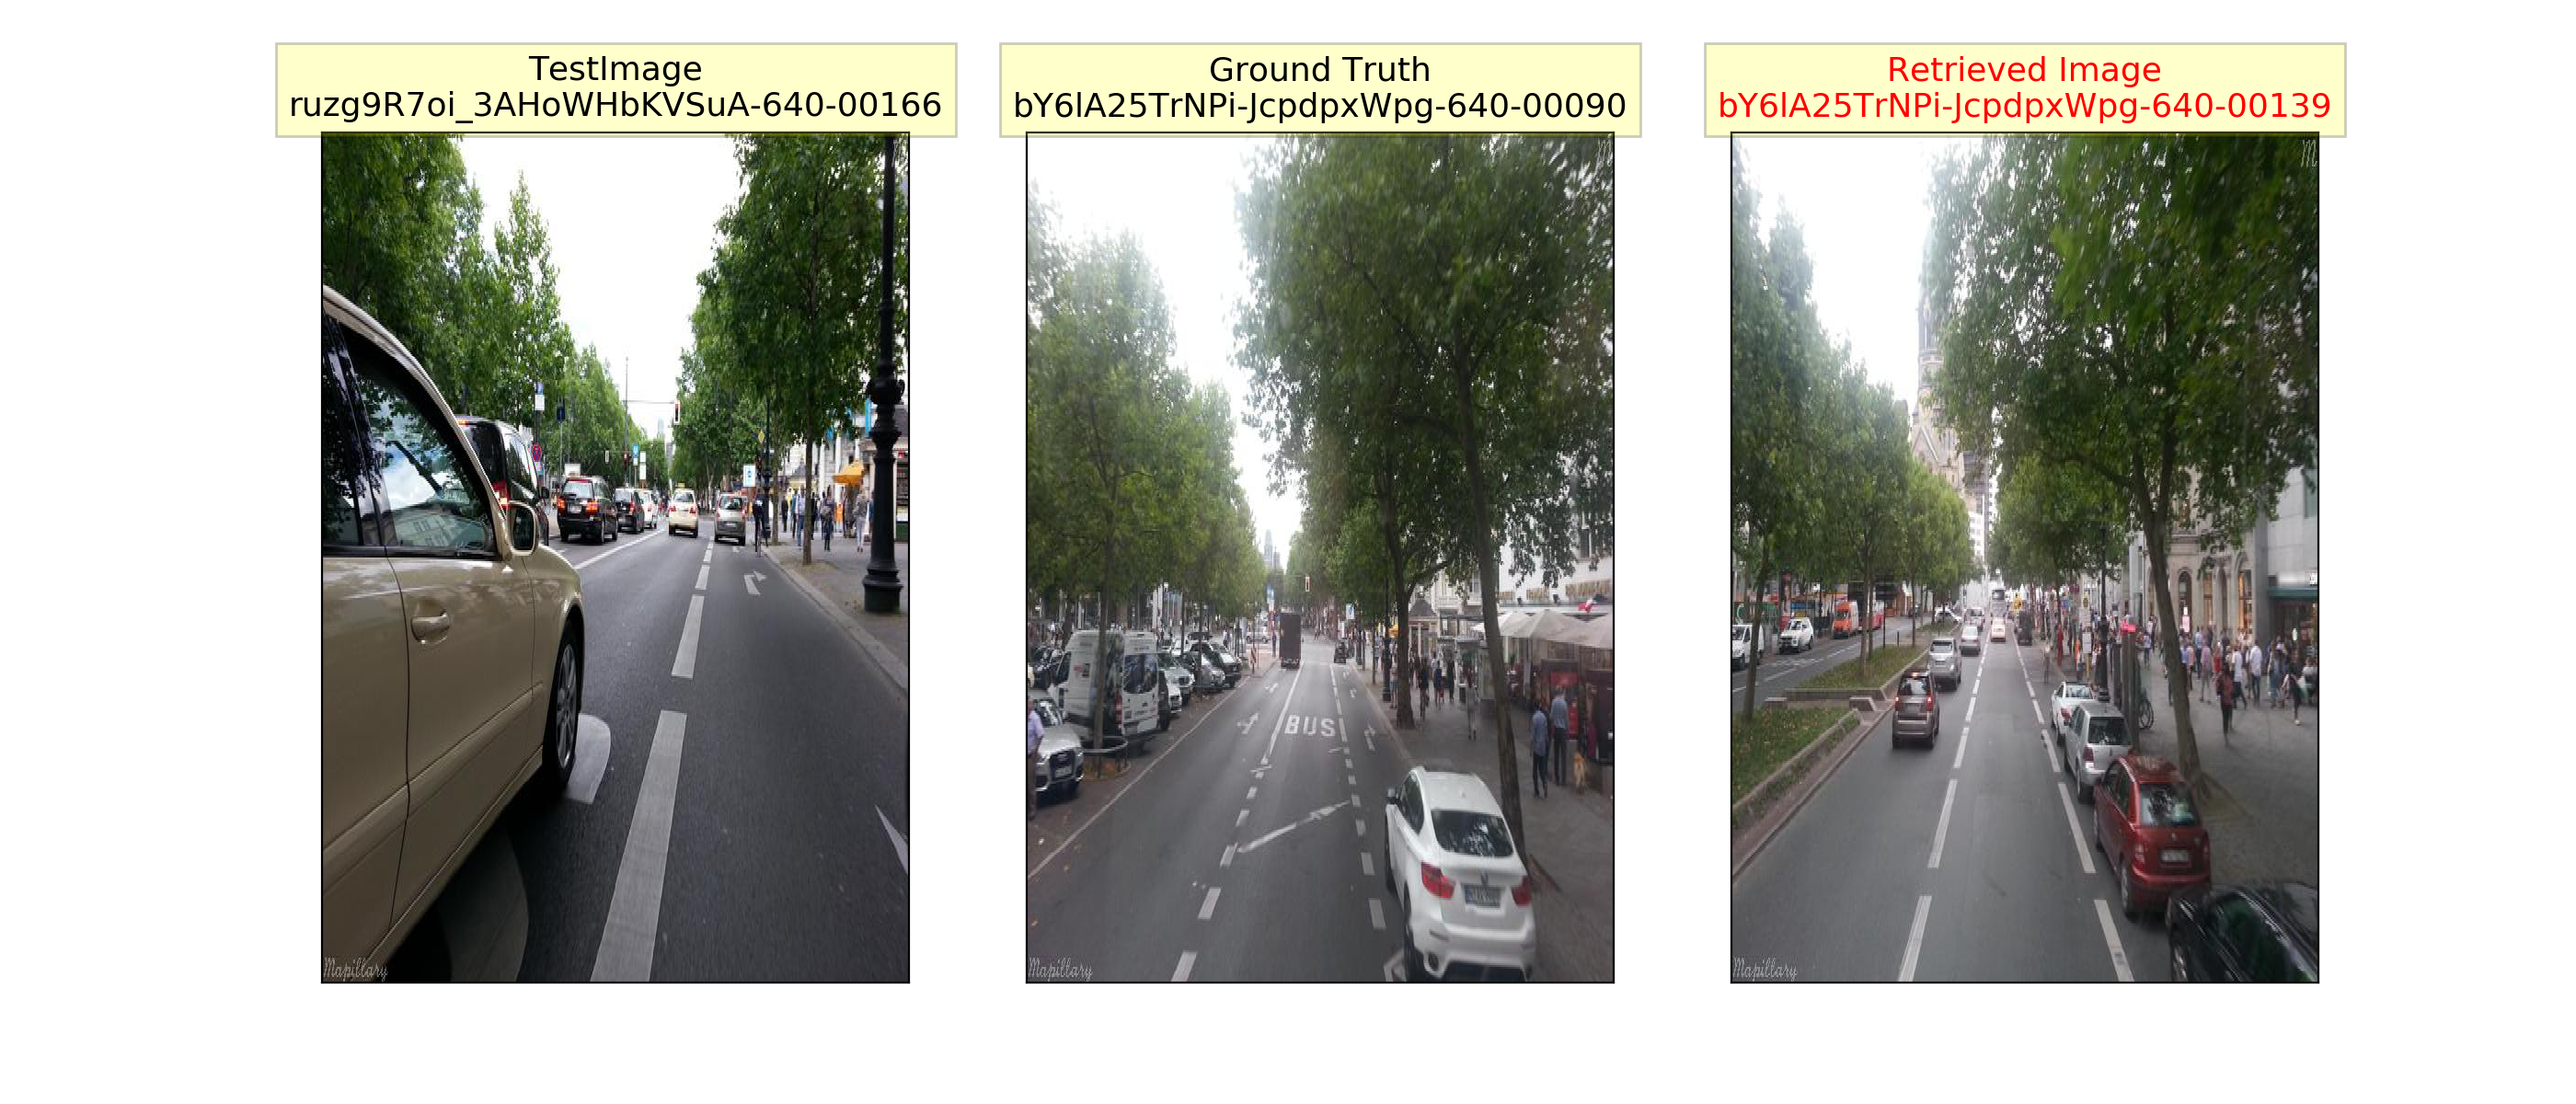 TestImage
ruzg9R7oi_3AHoWHbKVSuA-640-00166
Ground Truth
bY6lA25TrNPi-JcpdpxWpg-640-00090
Retrieved Image
bY6lA25TrNPi-JcpdpxWpg-640-00139
M
M
BUS
Mapillary
Mapillary
Mapillary